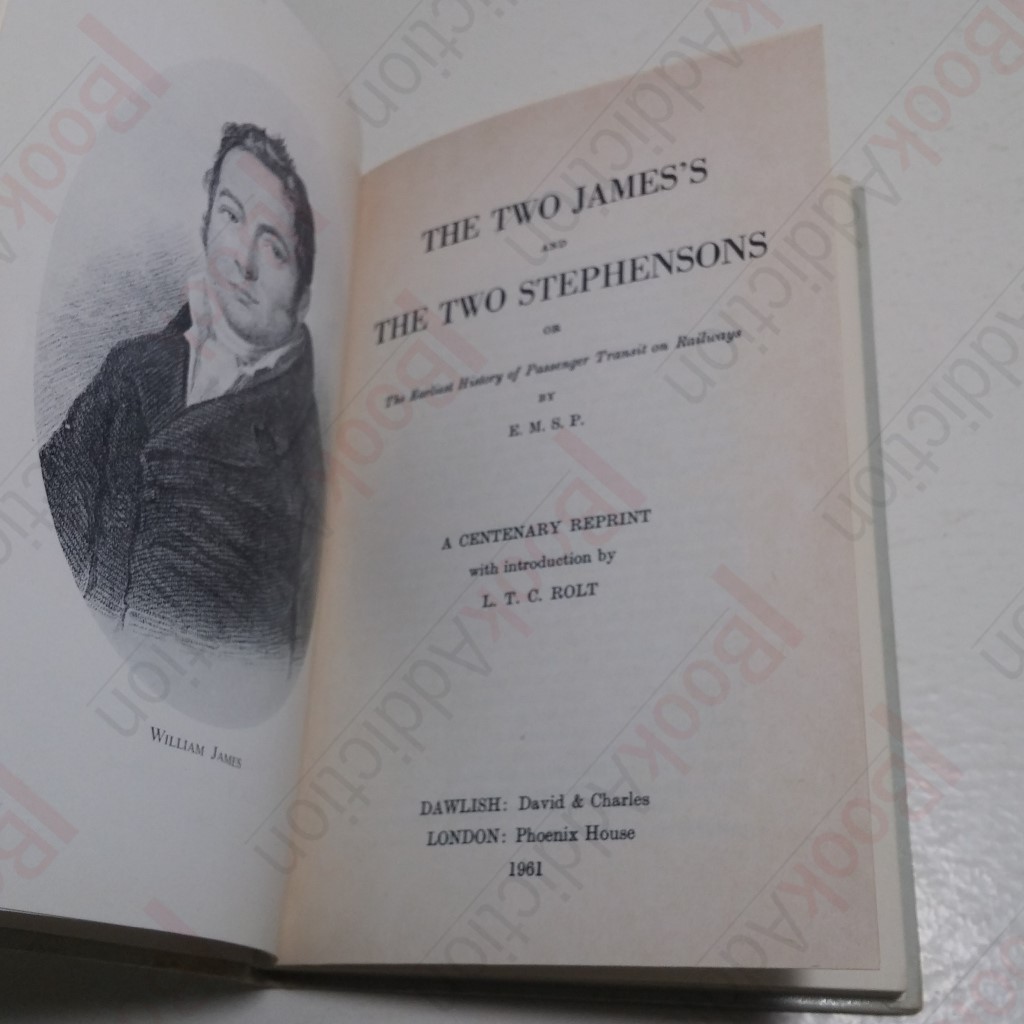 WILLIAM JAMES
THE TWO JAMES'S
AND
THE TWO STEPHENSONS
OR
The Earliest History of Passenger Transit on Railways
BY
E. M. S. P.
A CENTENARY REPRINT
with introduction by
L. T. C. ROLT
DAWLISH: David & Charles
LONDON: Phoenix House
1961
BookAddiction